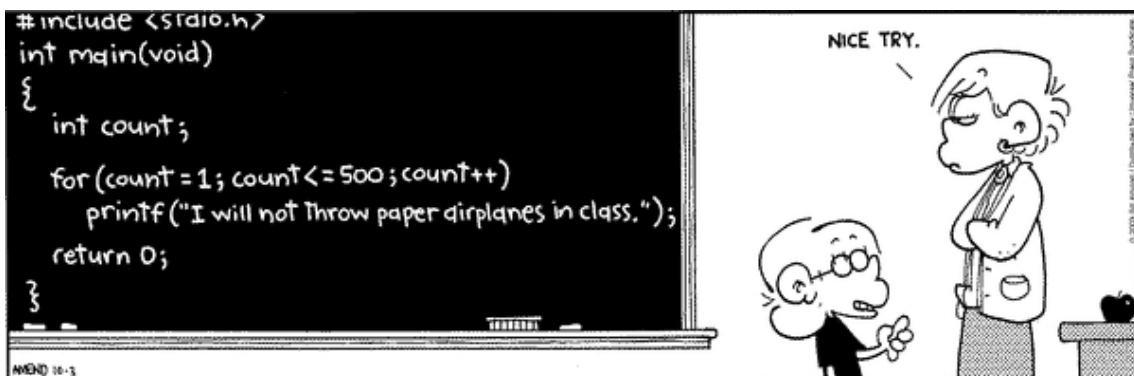 #include <stdio.h>
int main(void)
{
int count;
for (count = 1; count <= 500; count++)
printf("I will not Throw paper airplanes in class.");
return 0;
}
NICE TRY.
AMEND 10-3